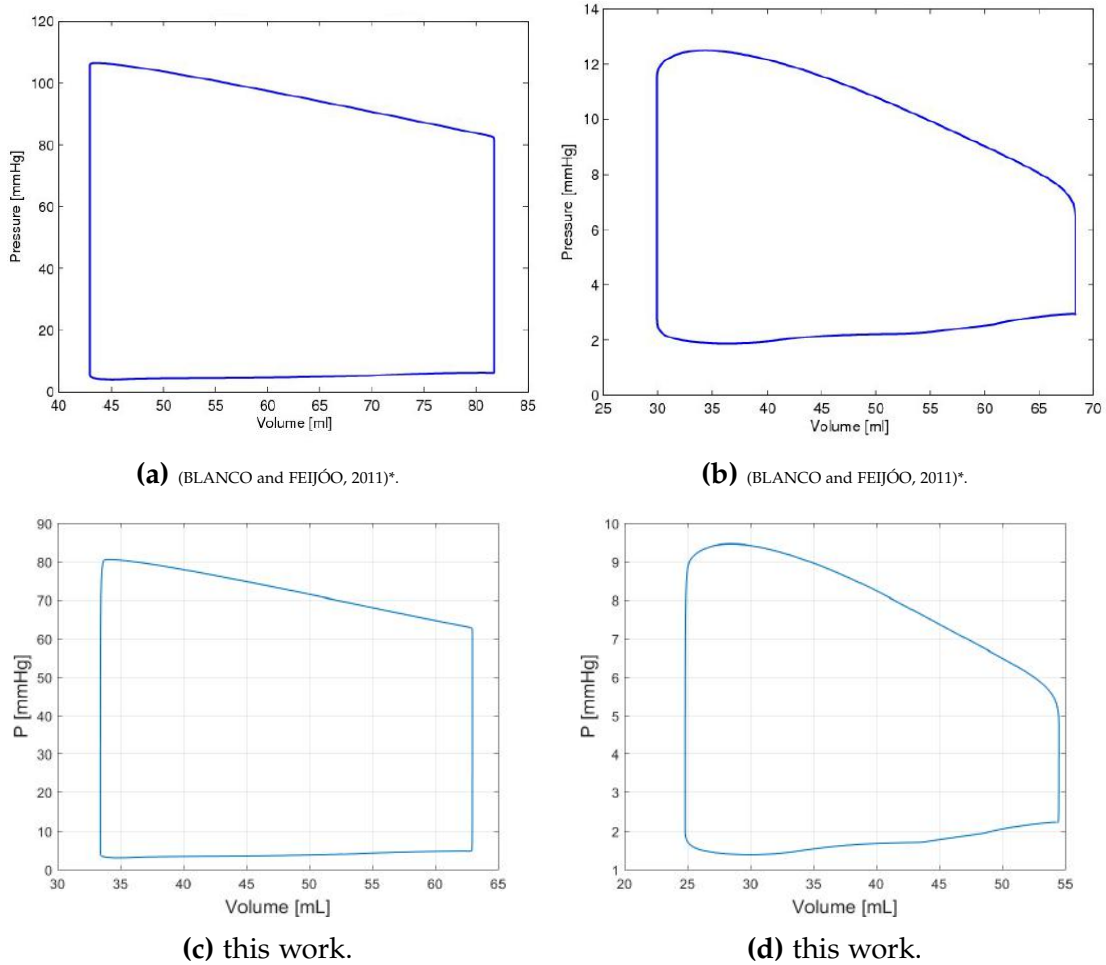 120
100
80
60
40
20
0
Pressure [mmHg]
40 45 50 55 60 65 70 75 80 85
Volume [ml]
(a) (BLANCO and FEIJÓO, 2011)*.
14
12
10
8
6
4
2
0
Pressure [mmHg]
25 30 35 40 45 50 55 60 65 70
Volume [ml]
(b) (BLANCO and FEIJÓO, 2011)*.
90
80
70
60
50
40
30
20
10
0
P [mmHg]
30 35 40 45 50 55 60 65
Volume [mL]
(c) this work.
10
9
8
7
6
5
4
3
2
1
P [mmHg]
20 25 30 35 40 45 50 55
Volume [mL]
(d) this work.